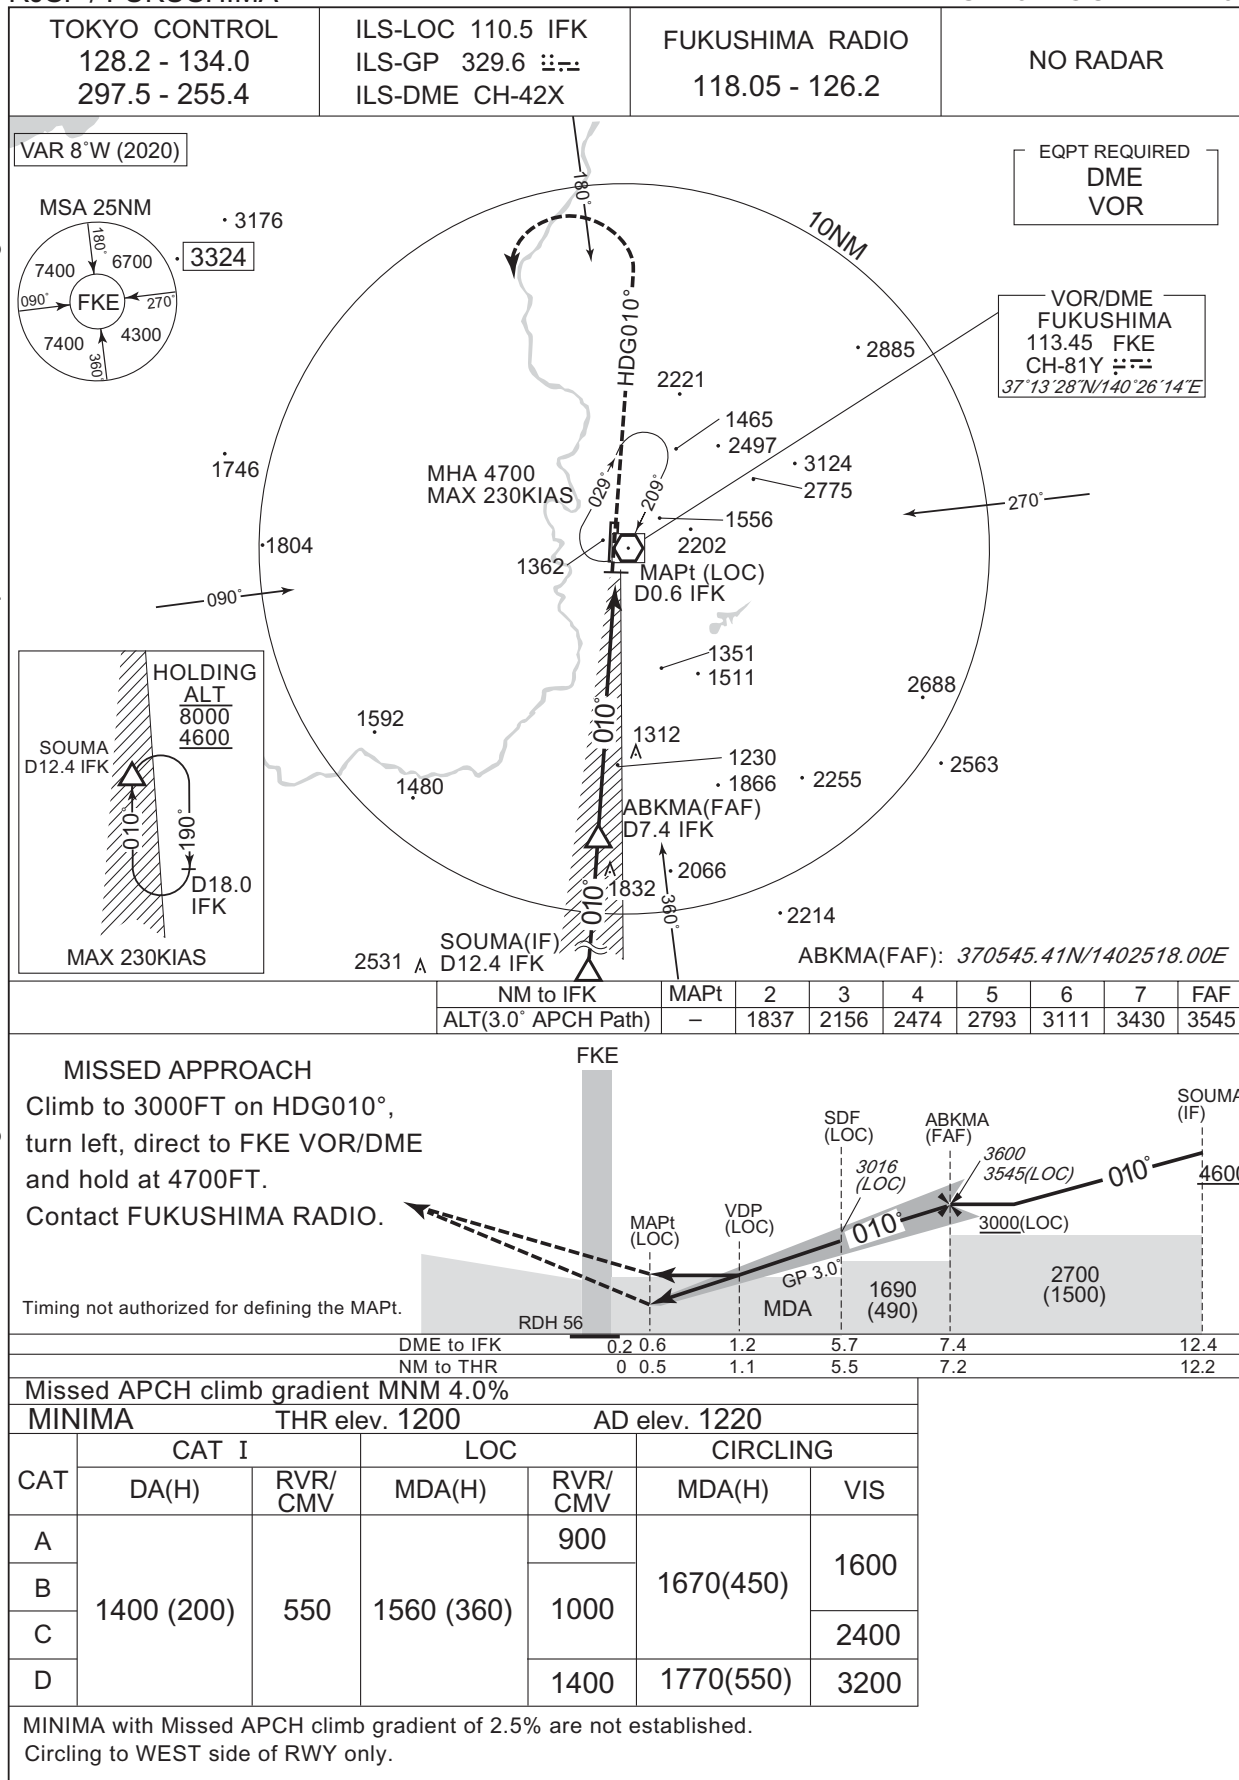 TOKYO CONTROL
128.2 - 134.0
297.5 - 255.4
ILS-LOC 110.5 IFK
ILS-GP 329.6
ILS-DME CH-42X
FUKUSHIMA RADIO
118.05 - 126.2
NO RADAR
VAR 8°W (2020)
EQPT REQUIRED
DME
VOR
MSA 25NM
180°
7400
6700
090°
FKE
270°
7400
4300
360°
3176
3324
180°
10NM
HDG010°
VOR/DME
FUKUSHIMA
113.45 FKE
CH-81Y
37°13´28˝N/140°26´14˝E
2885
2221
1465
2497
3124
2775
1746
MHA 4700
MAX 230KIAS
029°
209°
270°
1556
2202
1804
1362
MAPt (LOC)
D0.6 IFK
090°
1351
1511
HOLDING
ALT
8000
4600
SOUMA
D12.4 IFK
010°
190°
D18.0
IFK
MAX 230KIAS
2688
1592
010°
1312
1230
1866
2255
2563
1480
ABKMA(FAF)
D7.4 IFK
2066
1832
010°
360°
2214
SOUMA(IF)
D12.4 IFK
2531
ABKMA(FAF): 370545.41N/1402518.00E
NM to IFK MAPt 2 3 4 5 6 7 FAF
ALT(3.0° APCH Path) – 1837 2156 2474 2793 3111 3430 3545
MISSED APPROACH
Climb to 3000FT on HDG010°,
turn left, direct to FKE VOR/DME
and hold at 4700FT.
Contact FUKUSHIMA RADIO.
Timing not authorized for defining the MAPt.
FKE
SOUMA
(IF)
SDF
(LOC)
ABKMA
(FAF)
3600
3545(LOC)
3016
(LOC)
010°
4600
MAPt
(LOC)
VDP
(LOC)
010°
3000(LOC)
GP 3.0°
MDA
1690
(490)
2700
(1500)
RDH 56
DME to IFK 0.2 0.6 1.2 5.7 7.4 12.4
NM to THR 0 0.5 1.1 5.5 7.2 12.2
Missed APCH climb gradient MNM 4.0%
MINIMA THR elev. 1200 AD elev. 1220
CAT
CAT I LOC CIRCLING
DA(H) RVR/CMV MDA(H) RVR/CMV MDA(H) VIS
A
B
C
D
1400 (200)
550
1560 (360)
900
1000
1400
1670(450)
1770(550)
1600
2400
3200
MINIMA with Missed APCH climb gradient of 2.5% are not established.
Circling to WEST side of RWY only.